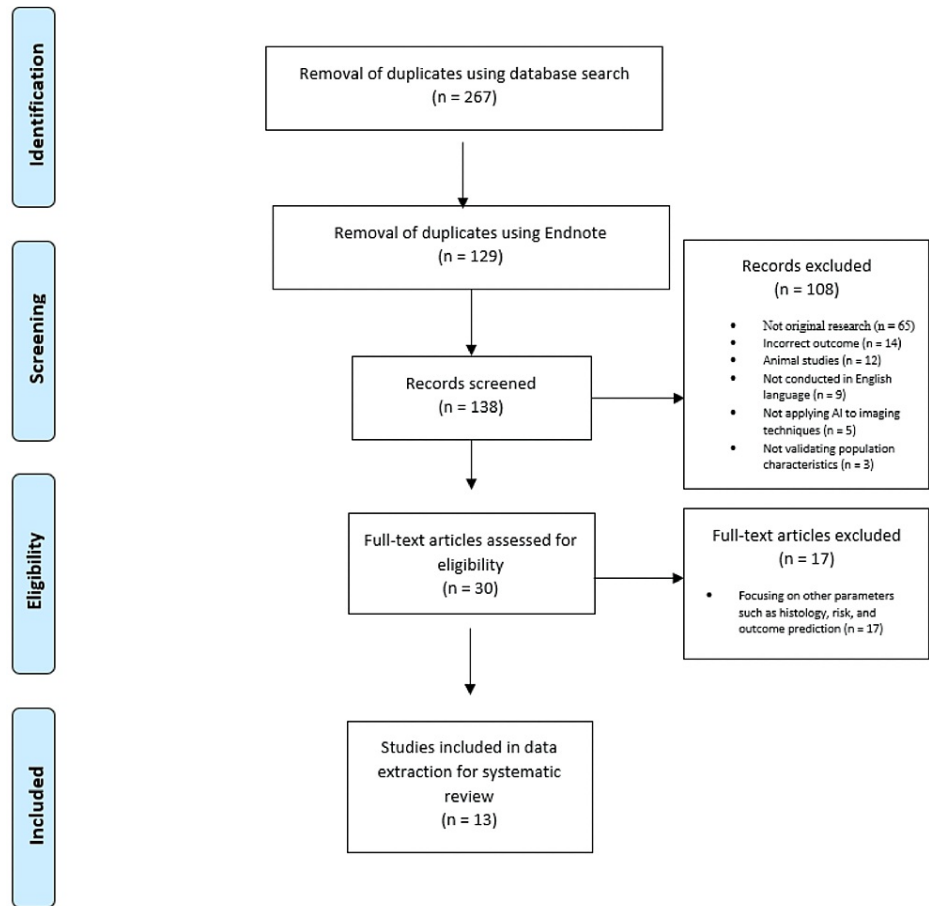 Identification
Removal of duplicates using database search
(n = 267)
Removal of duplicates using Endnote
(n = 129)
Screening
Records screened
(n = 138)
Records excluded
(n = 108)
• Not original research (n = 65)
• Incorrect outcome (n = 14)
• Animal studies (n = 12)
• Not conducted in English
language (n = 9)
• Not applying AI to imaging
techniques (n = 5)
• Not validating population
characteristics (n = 3)
Eligibility
Full-text articles assessed for
eligibility
(n = 30)
Full-text articles excluded
(n = 17)
• Focusing on other parameters
such as histology, risk, and
outcome prediction (n = 17)
Included
Studies included in data
extraction for systematic
review
(n = 13)